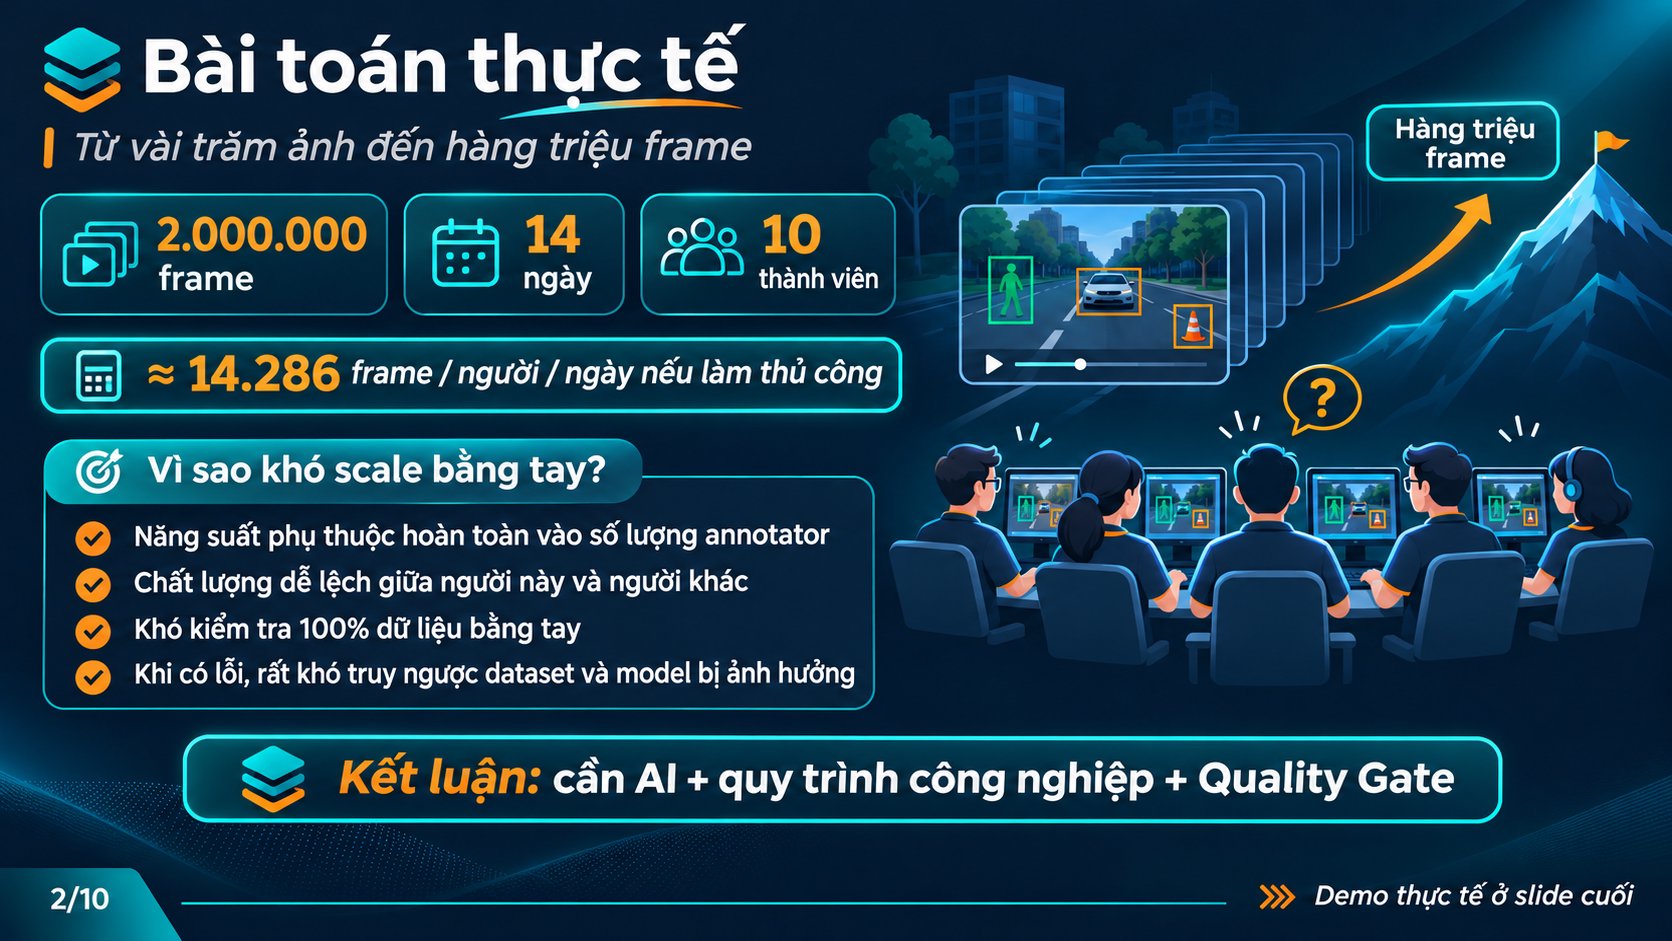 Bài toán thực tế
Từ vài trăm ảnh đến hàng triệu frame
2.000.000
frame
14
ngày
10
thành viên
≈ 14.286 frame / người / ngày nếu làm thủ công
Vì sao khó scale bằng tay?
Năng suất phụ thuộc hoàn toàn vào số lượng annotator
Chất lượng dễ lệch giữa người này và người khác
Khó kiểm tra 100% dữ liệu bằng tay
Khi có lỗi, rất khó truy ngược dataset và model bị ảnh hưởng
Hàng triệu
frame
?
Kết luận: cần AI + quy trình công nghiệp + Quality Gate
2/10
Demo thực tế ở slide cuối